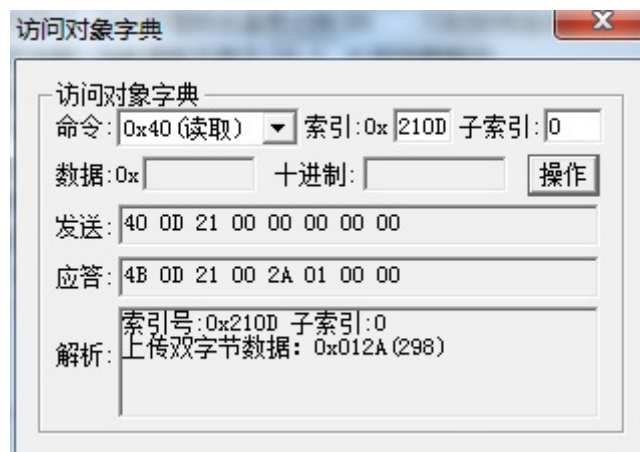 访问对象字典
访问对象字典
命令: 0x40(读取) 索引:0x 210D 子索引: 0
数据:0x 十进制: 操作
发送: 40 0D 21 00 00 00 00 00
应答: 4B 0D 21 00 2A 01 00 00
索引号:0x210D 子索引:0
解析: 上传双字节数据: 0x012A(298)